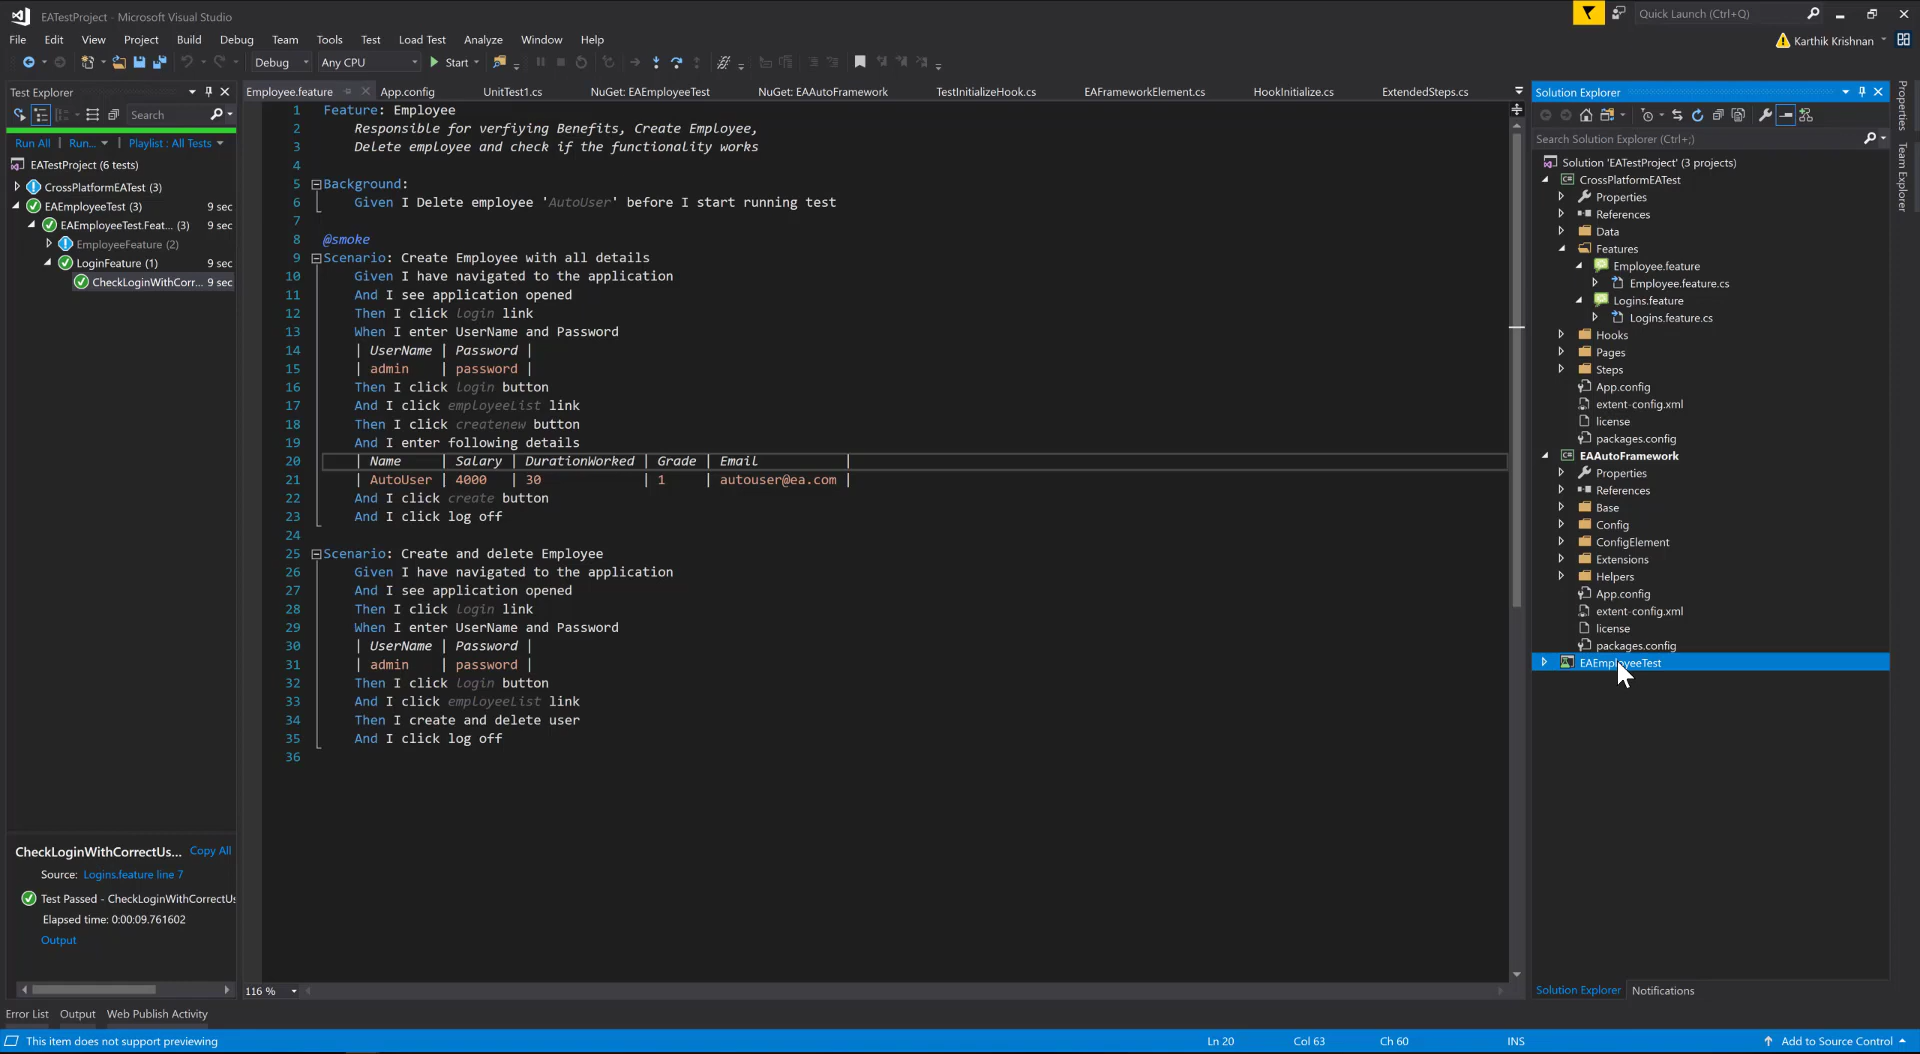 EATestProject - Microsoft Visual Studio
Quick Launch (Ctrl+Q)
File Edit View Project Build Debug Team Tools Test Load Test Analyze Window Help
Karthik Krishnan
Debug Any CPU Start
Test Explorer
Search
Run All Run... Playlist : All Tests
EATestProject (6 tests)
CrossPlatformEATest (3)
EAEmployeeTest (3) 9 sec
EAEmployeeTest.Feat... (3) 9 sec
EmployeeFeature (2)
LoginFeature (1) 9 sec
CheckLoginWithCorr... 9 sec
CheckLoginWithCorrectUs... Copy All
Source: Logins.feature line 7
Test Passed - CheckLoginWithCorrectUs
Elapsed time: 0:00:09.761602
Output
Employee.feature App.config UnitTest1.cs NuGet: EAEmployeeTest NuGet: EAAutoFramework TestInitializeHook.cs EAFrameworkElement.cs HookInitialize.cs ExtendedSteps.cs
1 Feature: Employee
2 Responsible for verfiying Benefits, Create Employee,
3 Delete employee and check if the functionality works
4
5 Background:
6 Given I Delete employee 'AutoUser' before I start running test
7
8 @smoke
9 Scenario: Create Employee with all details
10 Given I have navigated to the application
11 And I see application opened
12 Then I click login link
13 When I enter UserName and Password
14 | UserName | Password |
15 | admin | password |
16 Then I click login button
17 And I click employeeList link
18 Then I click createnew button
19 And I enter following details
20 | Name | Salary | DurationWorked | Grade | Email |
21 | AutoUser | 4000 | 30 | 1 | autouser@ea.com |
22 And I click create button
23 And I click log off
24
25 Scenario: Create and delete Employee
26 Given I have navigated to the application
27 And I see application opened
28 Then I click login link
29 When I enter UserName and Password
30 | UserName | Password |
31 | admin | password |
32 Then I click login button
33 And I click employeeList link
34 Then I create and delete user
35 And I click log off
36
116 %
Solution Explorer
Search Solution Explorer (Ctrl+;)
Solution 'EATestProject' (3 projects)
CrossPlatformEATest
Properties
References
Data
Features
Employee.feature
Employee.feature.cs
Logins.feature
Logins.feature.cs
Hooks
Pages
Steps
App.config
extent-config.xml
license
packages.config
EAAutoFramework
Properties
References
Base
Config
ConfigElement
Extensions
Helpers
App.config
extent-config.xml
license
packages.config
EAEmployeeTest
Solution Explorer Notifications
Properties
Team Explorer
Error List Output Web Publish Activity
This item does not support previewing
Ln 20 Col 63 Ch 60 INS Add to Source Control